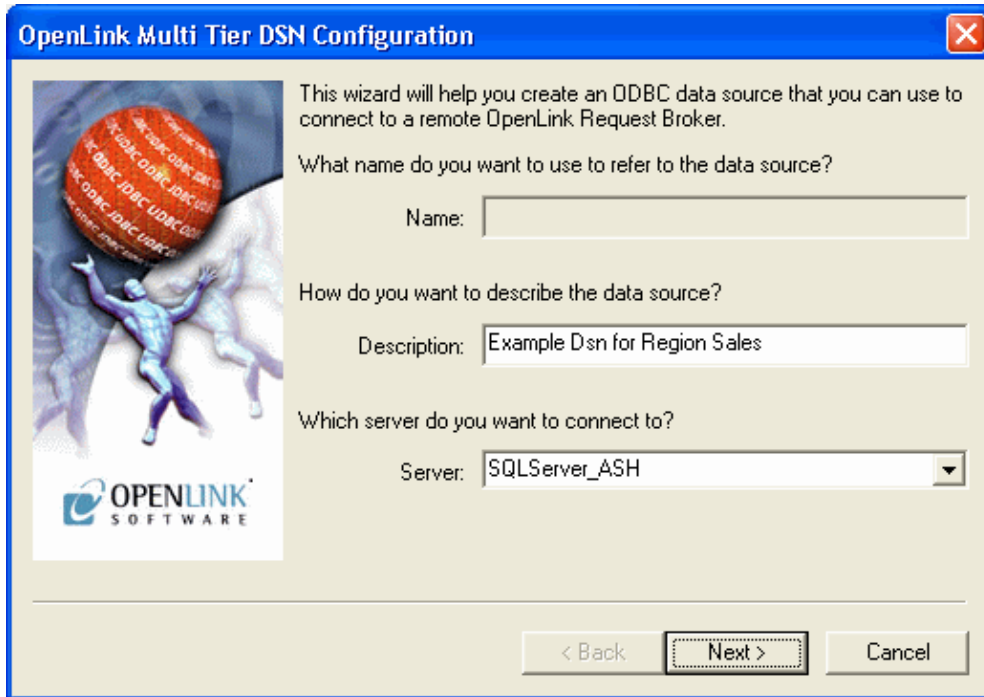 OpenLink Multi Tier DSN Configuration
This wizard will help you create an ODBC data source that you can use to
connect to a remote OpenLink Request Broker.
What name do you want to use to refer to the data source?
Name:
How do you want to describe the data source?
Description: Example Dsn for Region Sales
Which server do you want to connect to?
Server: SQLServer_ASH
OPENLINK
SOFTWARE
< Back
Next >
Cancel